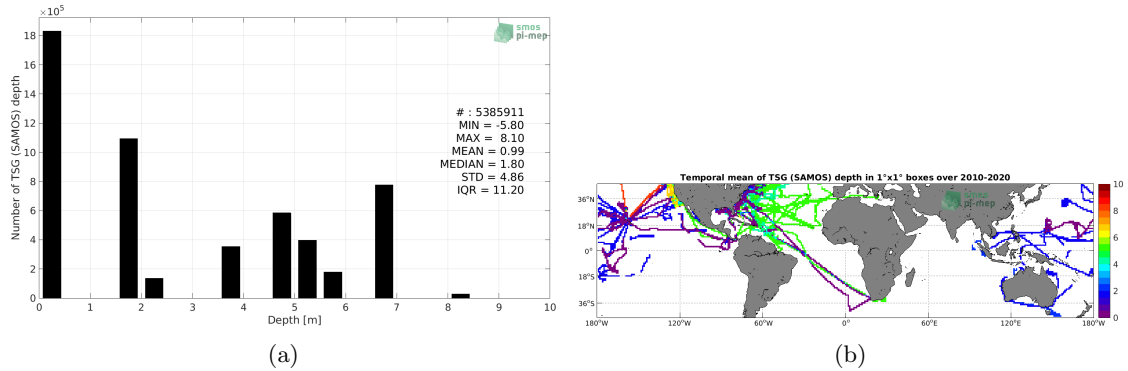 ×10⁵
18
16
14
12
10
8
6
4
2
0
Number of TSG (SAMOS) depth
smos
pi-mep
# : 5385911
MIN = -5.80
MAX = 8.10
MEAN = 0.99
MEDIAN = 1.80
STD = 4.86
IQR = 11.20
0 1 2 3 4 5 6 7 8 9 10
Depth [m]
(a)
Temporal mean of TSG (SAMOS) depth in 1°x1° boxes over 2010-2020
smos
pi-mep
36°N
18°N
0°
18°S
36°S
180°W 120°W 60°W 0° 60°E 120°E 180°W
10
8
6
4
2
0
(b)